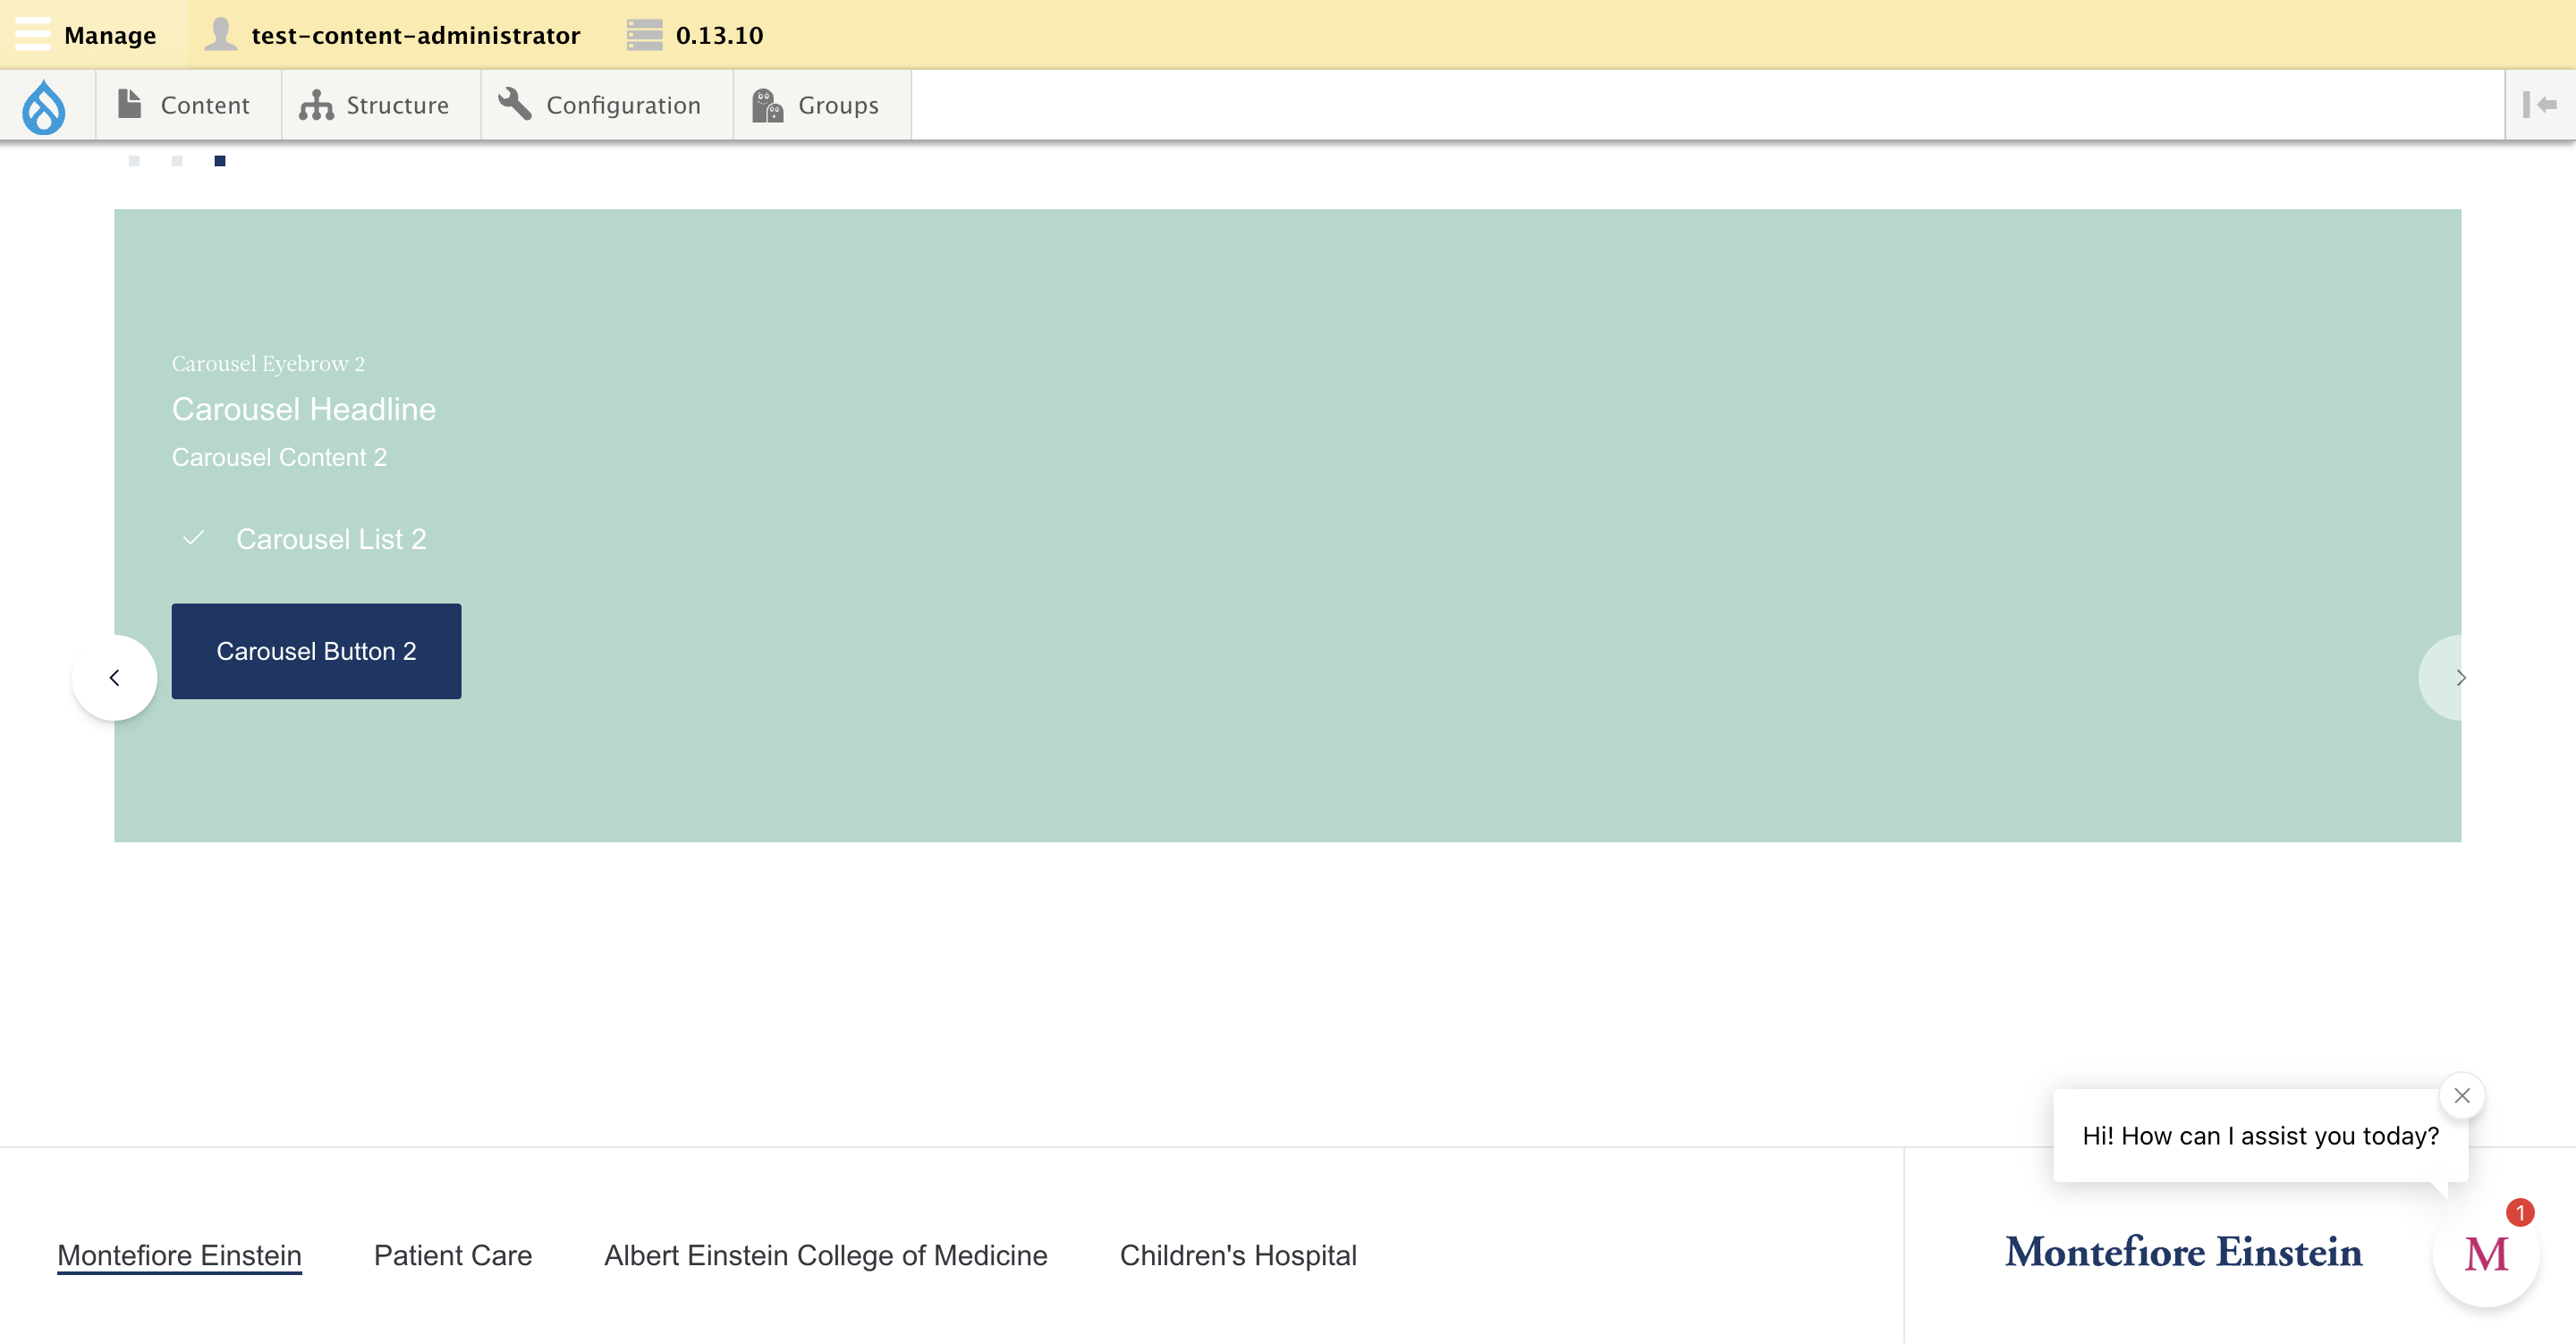 Manage test-content-administrator 0.13.10
Content Structure Configuration Groups
Carousel Eyebrow 2
Carousel Headline
Carousel Content 2
Carousel List 2
Carousel Button 2
Hi! How can I assist you today?
1
Montefiore Einstein Patient Care Albert Einstein College of Medicine Children's Hospital
Montefiore Einstein
M